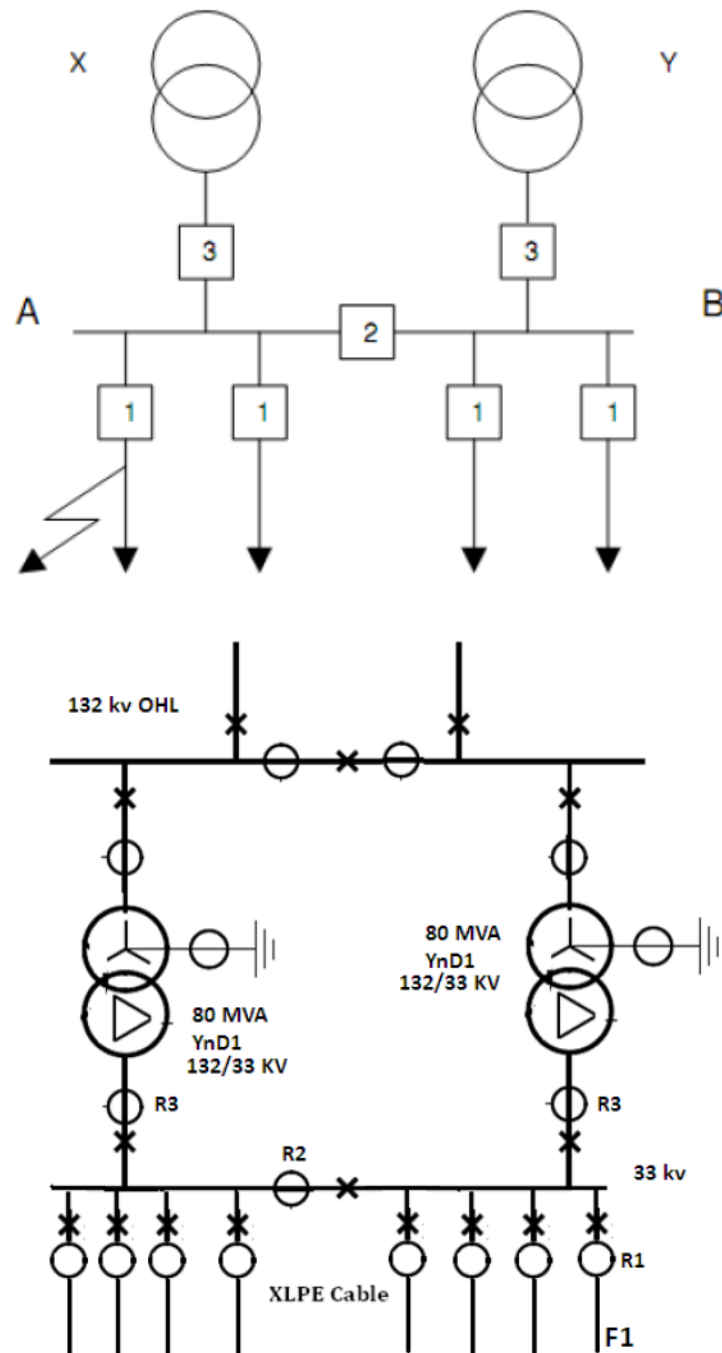 X
Y
3
3
A
B
2
1
1
1
1
132 kv OHL
80 MVA
YnD1
132/33 KV
80 MVA
YnD1
132/33 KV
R3
R3
R2
33 kv
R1
XLPE Cable
F1